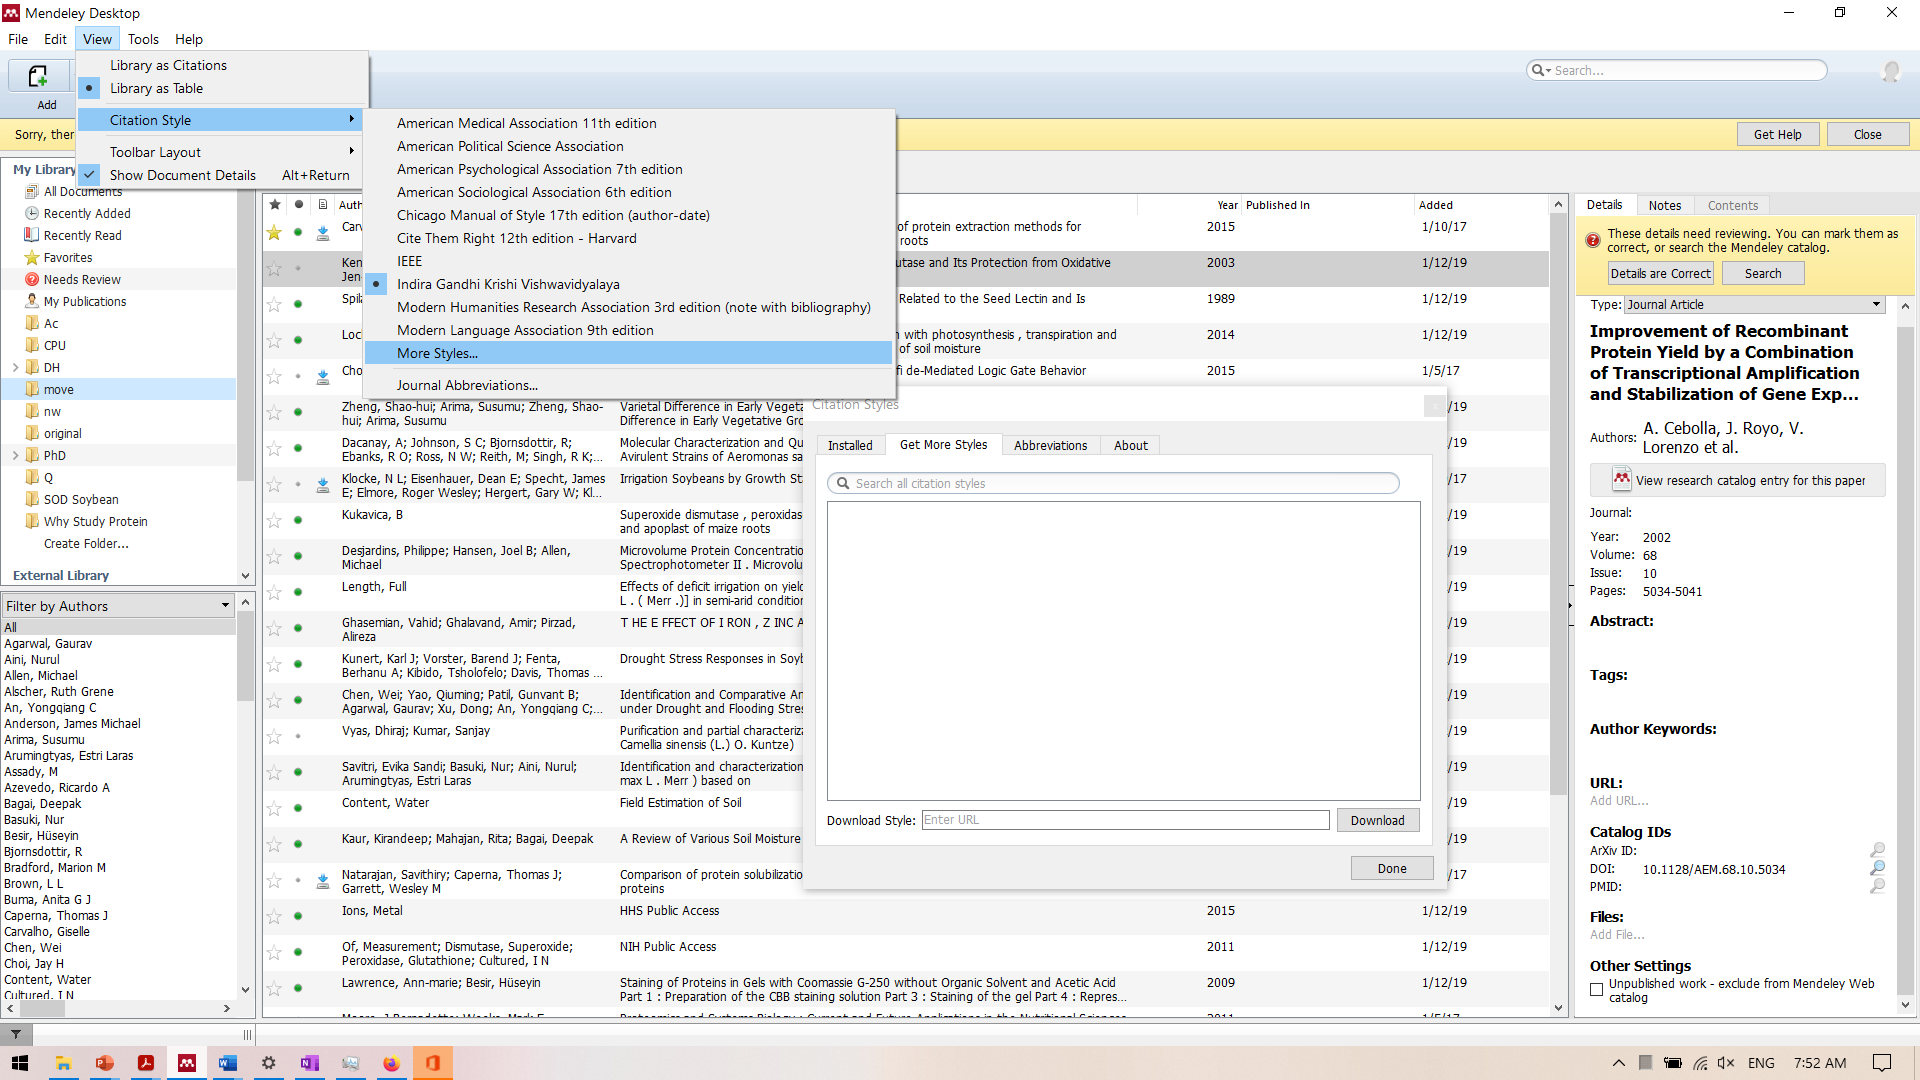 Mendeley Desktop
File Edit View Tools Help
Library as Citations
Library as Table
Citation Style
Toolbar Layout
Show Document Details Alt+Return
Add
Search...
American Medical Association 11th edition
American Political Science Association
American Psychological Association 7th edition
American Sociological Association 6th edition
Chicago Manual of Style 17th edition (author-date)
Cite Them Right 12th edition - Harvard
IEEE
Indira Gandhi Krishi Vishwavidyalaya
Modern Humanities Research Association 3rd edition (note with bibliography)
Modern Language Association 9th edition
More Styles...
Journal Abbreviations...
Sorry, ther
Get Help Close
My Library
All Documents
Recently Added
Recently Read
Favorites
Needs Review
My Publications
Ac
CPU
DH
move
nw
original
PhD
Q
SOD Soybean
Why Study Protein
Create Folder...
External Library
Filter by Authors
All
Agarwal, Gaurav
Aini, Nurul
Allen, Michael
Alscher, Ruth Grene
An, Yongqiang C
Anderson, James Michael
Arima, Susumu
Arumingtyas, Estri Laras
Assady, M
Azevedo, Ricardo A
Bagai, Deepak
Basuki, Nur
Besir, Hüseyin
Bjornsdottir, R
Bradford, Marion M
Brown, L L
Buma, Anita G J
Caperna, Thomas J
Carvalho, Giselle
Chen, Wei
Choi, Jay H
Content, Water
Cultured, I N
Auth Year Published In Added
Carv of protein extraction methods for 2015 1/10/17
roots
Ken utase and Its Protection from Oxidative 2003 1/12/19
Jen
Spil Related to the Seed Lectin and Is 1989 1/12/19
Loc n with photosynthesis , transpiration and 2014 1/12/19
of soil moisture
Cho fi de-Mediated Logic Gate Behavior 2015 1/5/17
Zheng, Shao-hui; Arima, Susumu; Zheng, Shao- Varietal Difference in Early Vegeta /19
hui; Arima, Susumu Difference in Early Vegetative Gro
Dacanay, A; Johnson, S C; Bjornsdottir, R; Molecular Characterization and Qu /19
Ebanks, R O; Ross, N W; Reith, M; Singh, R K;... Avirulent Strains of Aeromonas sa
Klocke, N L; Eisenhauer, Dean E; Specht, James Irrigation Soybeans by Growth St /17
E; Elmore, Roger Wesley; Hergert, Gary W; Kl...
Kukavica, B Superoxide dismutase , peroxidas /19
and apoplast of maize roots
Desjardins, Philippe; Hansen, Joel B; Allen, Microvolume Protein Concentratio /19
Michael Spectrophotometer II . Microvolu
Length, Full Effects of deficit irrigation on yield /19
L . ( Merr .)] in semi-arid condition
Ghasemian, Vahid; Ghalavand, Amir; Pirzad, T HE E FFECT OF I RON , Z INC A /19
Alireza
Kunert, Karl J; Vorster, Barend J; Fenta, Drought Stress Responses in Soyb /19
Berhanu A; Kibido, Tsholofelo; Davis, Thomas ...
Chen, Wei; Yao, Qiuming; Patil, Gunvant B; Identification and Comparative An /19
Agarwal, Gaurav; Xu, Dong; An, Yongqiang C;... under Drought and Flooding Stres
Vyas, Dhiraj; Kumar, Sanjay Purification and partial characteriza /19
Camellia sinensis (L.) O. Kuntze)
Savitri, Evika Sandi; Basuki, Nur; Aini, Nurul; Identification and characterization /19
Arumingtyas, Estri Laras max L . Merr ) based on
Content, Water Field Estimation of Soil /19
Kaur, Kirandeep; Mahajan, Rita; Bagai, Deepak A Review of Various Soil Moisture /19
Natarajan, Savithiry; Caperna, Thomas J; Comparison of protein solubilizatio /17
Garrett, Wesley M proteins
Ions, Metal HHS Public Access 2015 1/12/19
Of, Measurement; Dismutase, Superoxide; NIH Public Access 2011 1/12/19
Peroxidase, Glutathione; Cultured, I N
Lawrence, Ann-marie; Besir, Hüseyin Staining of Proteins in Gels with Coomassie G-250 without Organic Solvent and Acetic Acid 2009 1/12/19
Part 1 : Preparation of the CBB staining solution Part 3 : Staining of the gel Part 4 : Repres...
Citation Styles
Installed Get More Styles Abbreviations About
Search all citation styles
Download Style: Enter URL Download
Done
Details Notes Contents
These details need reviewing. You can mark them as
correct, or search the Mendeley catalog.
Details are Correct Search
Type: Journal Article
Improvement of Recombinant
Protein Yield by a Combination
of Transcriptional Amplification
and Stabilization of Gene Exp...
Authors: A. Cebolla, J. Royo, V.
Lorenzo et al.
View research catalog entry for this paper
Journal:
Year: 2002
Volume: 68
Issue: 10
Pages: 5034-5041
Abstract:
Tags:
Author Keywords:
URL:
Add URL...
Catalog IDs
ArXiv ID:
DOI: 10.1128/AEM.68.10.5034
PMID:
Files:
Add File...
Other Settings
Unpublished work - exclude from Mendeley Web
catalog
ENG 7:52 AM